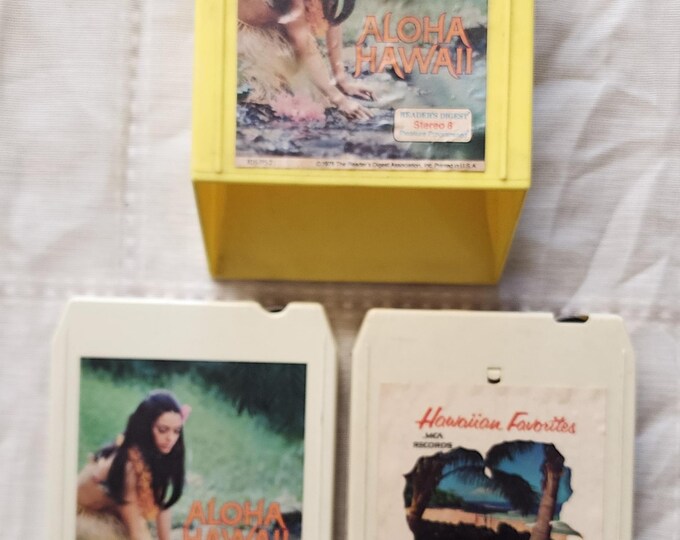 ALOHA
HAWAII
READER'S DIGEST
Stereo 8
© 1975 The Reader's Digest Association, Inc. Printed in U.S.A.
ALOHA
HAWAII
Hawaiian Favorites
MCA
RECORDS